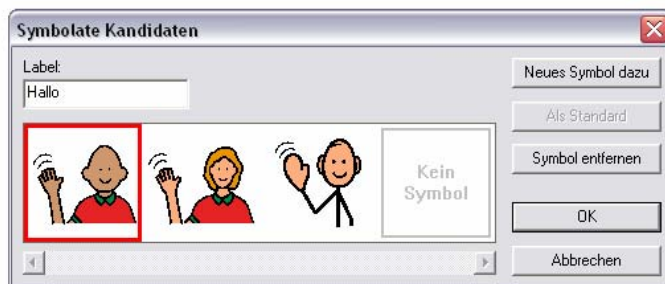 Symbolate Kandidaten
Label:
Hallo
Kein
Symbol
Neues Symbol dazu
Als Standard
Symbol entfernen
OK
Abbrechen